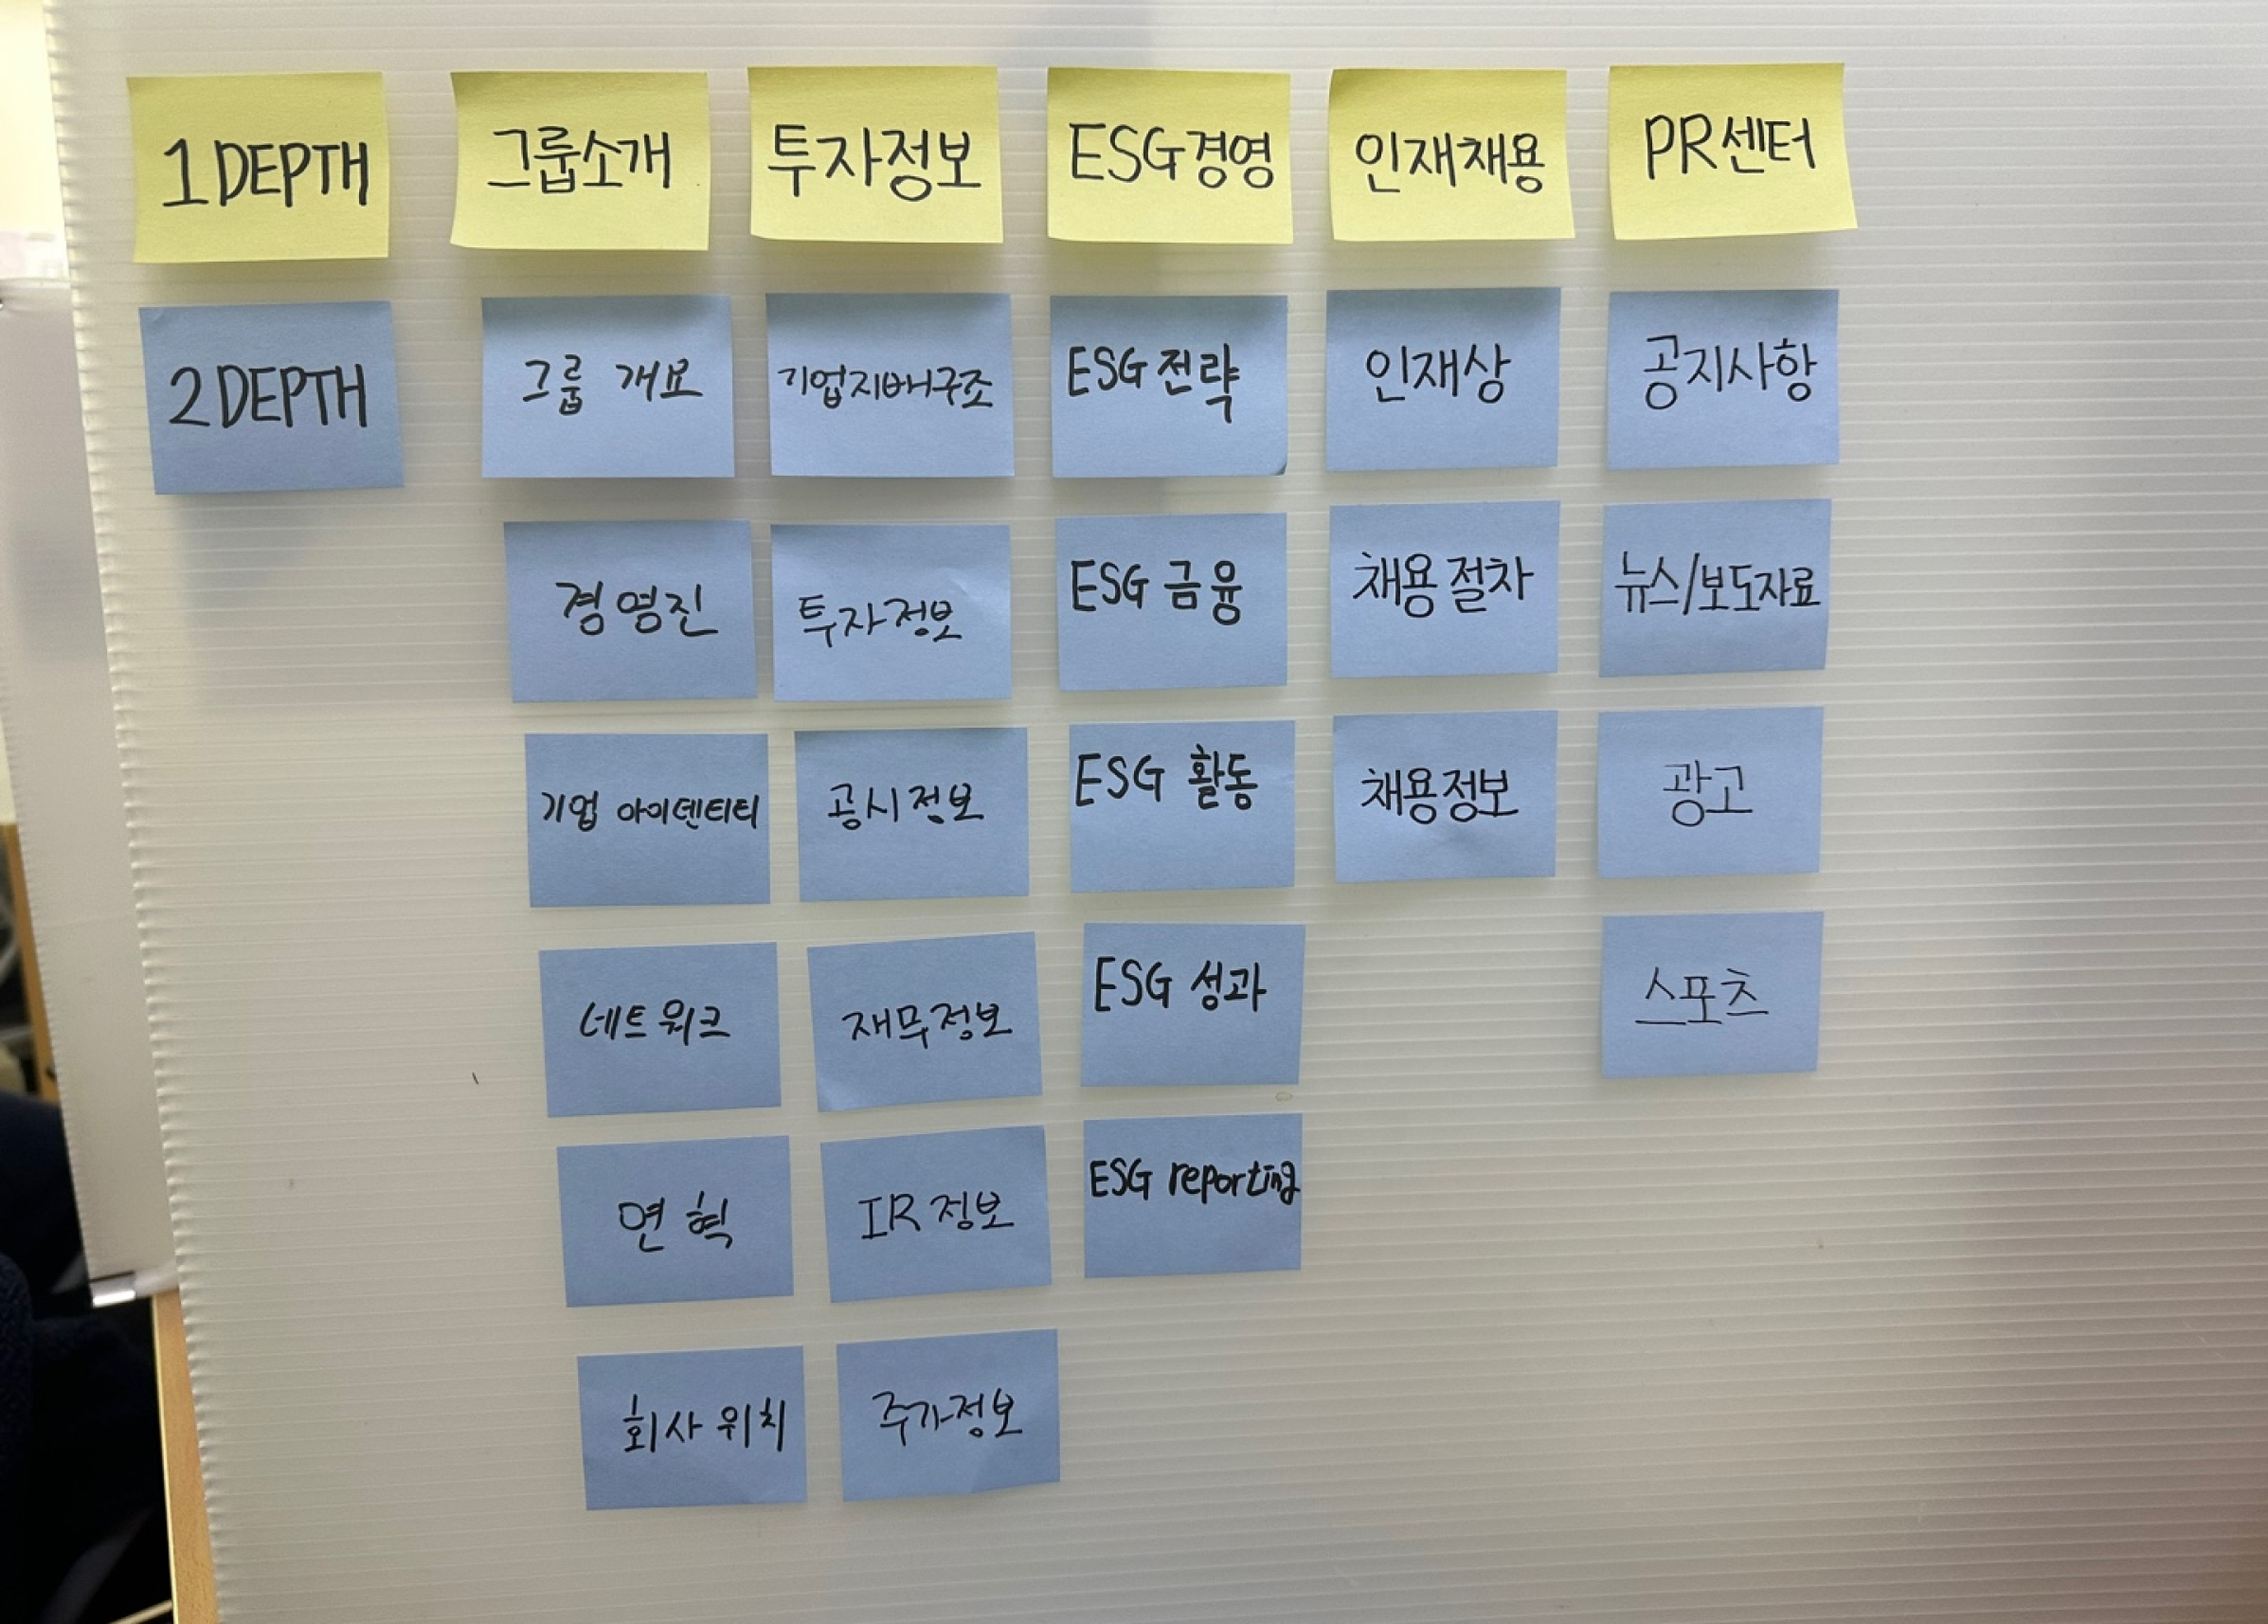 1 DEPTH
그룹소개
투자정보
ESG경영
인재채용
PR센터
2 DEPTH
그룹 개요
기업지배구조
ESG 전략
인재상
공지사항
경영진
투자정보
ESG 금융
채용절차
뉴스/보도자료
기업 아이덴티티
공시정보
ESG 활동
채용정보
광고
네트워크
재무정보
ESG 성과
스포츠
연혁
IR정보
ESG reporting
회사 위치
주가정보